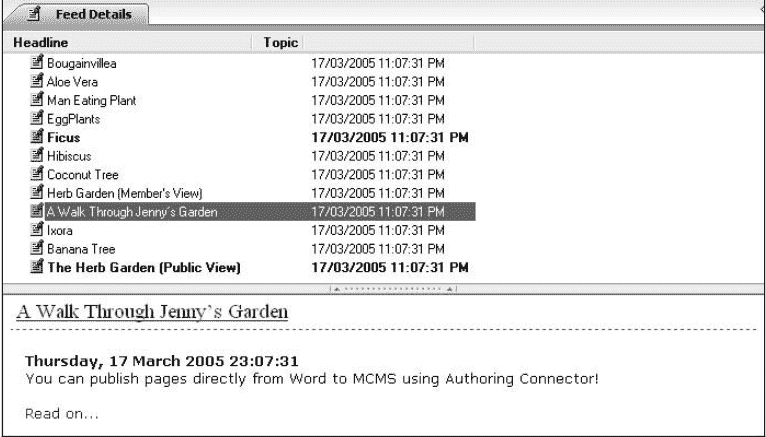 Feed Details
Headline Topic
Bougainvillea 17/03/2005 11:07:31 PM
Aloe Vera 17/03/2005 11:07:31 PM
Man Eating Plant 17/03/2005 11:07:31 PM
EggPlants 17/03/2005 11:07:31 PM
Ficus 17/03/2005 11:07:31 PM
Hibiscus 17/03/2005 11:07:31 PM
Coconut Tree 17/03/2005 11:07:31 PM
Herb Garden (Member's View) 17/03/2005 11:07:31 PM
A Walk Through Jenny's Garden 17/03/2005 11:07:31 PM
Ixora 17/03/2005 11:07:31 PM
Banana Tree 17/03/2005 11:07:31 PM
The Herb Garden (Public View) 17/03/2005 11:07:31 PM
A Walk Through Jenny's Garden
Thursday, 17 March 2005 23:07:31
You can publish pages directly from Word to MCMS using Authoring Connector!
Read on...